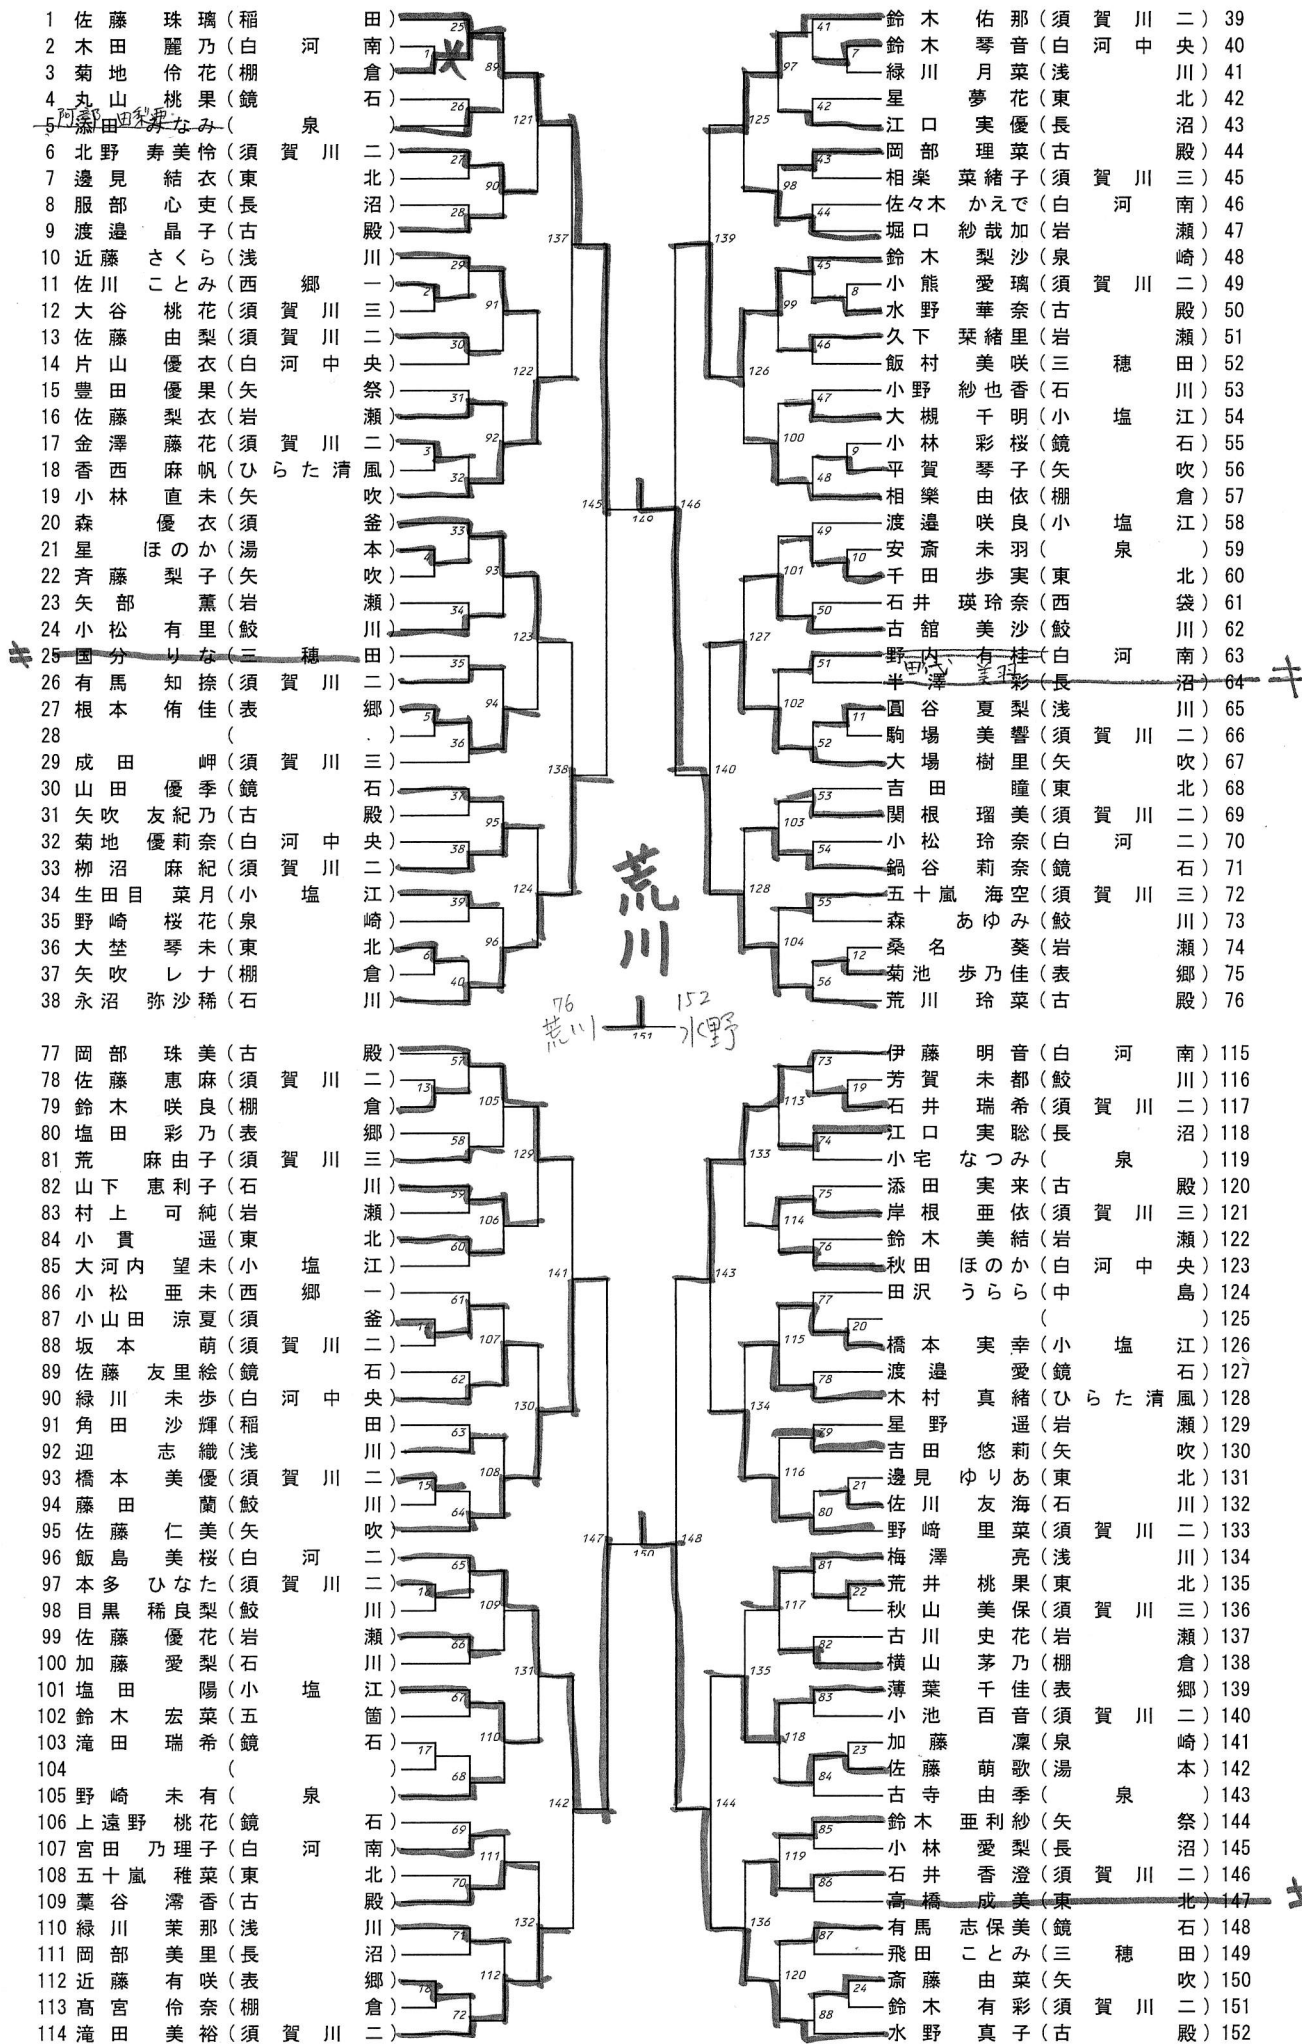 1 佐藤 珠璃(稲田)
2 木田 麗乃(白河南)
3 菊地 伶花(棚倉)
4 丸山 桃果(鏡石)
5 添田 みなみ(泉)
6 北野 寿美怜(須賀川二)
7 邊見 結衣(東北)
8 服部 心吏(長沼)
9 渡邉 晶子(古殿)
10 近藤 さくら(浅川)
11 佐川 ことみ(西郷一)
12 大谷 桃花(須賀川三)
13 佐藤 由梨(須賀川二)
14 片山 優衣(白河中央)
15 豊田 優果(矢祭)
16 佐藤 梨衣(岩瀬)
17 金澤 藤花(須賀川二)
18 香西 麻帆(ひらた清風)
19 小林 直未(矢吹)
20 森 優衣(須釜)
21 星 ほのか(湯本)
22 斉藤 梨子(矢吹)
23 矢部 薫(岩瀬)
24 小松 有里(鮫川)
25 国分 りな(三穂田)
26 有馬 知捺(須賀川二)
27 根本 侑佳(表郷)
28 ( )
29 成田 岬(須賀川三)
30 山田 優季(鏡石)
31 矢吹 友紀乃(古殿)
32 菊地 優莉奈(白河中央)
33 柳沼 麻紀(須賀川二)
34 生田目 菜月(小塩江)
35 野崎 桜花(泉崎)
36 大埜 琴未(東北)
37 矢吹 レナ(棚倉)
38 永沼 弥沙稀(石川)
鈴木 佑那(須賀川二) 39
鈴木 琴音(白河中央) 40
緑川 月菜(浅川) 41
星 夢花(東北) 42
江口 実優(長沼) 43
岡部 理菜(古殿) 44
相楽 菜緒子(須賀川三) 45
佐々木 かえで(白河南) 46
堀口 紗哉加(岩瀬) 47
鈴木 梨沙(泉崎) 48
小熊 愛璃(須賀川二) 49
水野 華奈(古殿) 50
久下 栞緒里(岩瀬) 51
飯村 美咲(三穂田) 52
小野 紗也香(石川) 53
大槻 千明(小塩江) 54
小林 彩桜(鏡石) 55
平賀 琴子(矢吹) 56
相樂 由依(棚倉) 57
渡邉 咲良(小塩江) 58
安斎 未羽(泉) 59
千田 歩実(東北) 60
石井 瑛玲奈(西袋) 61
古舘 美沙(鮫川) 62
野内 有桂(白河南) 63
半澤 彩(長沼) 64
圓谷 夏梨(浅川) 65
駒場 美響(須賀川二) 66
大場 樹里(矢吹) 67
吉田 瞳(東北) 68
関根 瑠美(須賀川二) 69
小松 玲奈(白河二) 70
鍋谷 莉奈(鏡石) 71
五十嵐 海空(須賀川三) 72
森 あゆみ(鮫川) 73
桑名 葵(岩瀬) 74
菊池 歩乃佳(表郷) 75
荒川 玲菜(古殿) 76
荒川
76 荒川 151 152 水野
77 岡部 珠美(古殿)
78 佐藤 恵麻(須賀川二)
79 鈴木 咲良(棚倉)
80 塩田 彩乃(表郷)
81 荒 麻由子(須賀川三)
82 山下 恵利子(石川)
83 村上 可純(岩瀬)
84 小貫 遥(東北)
85 大河内 望未(小塩江)
86 小松 亜未(西郷一)
87 小山田 涼夏(須釜)
88 坂本 萌(須賀川二)
89 佐藤 友里絵(鏡石)
90 緑川 未歩(白河中央)
91 角田 沙輝(稲田)
92 迎 志織(浅川)
93 橋本 美優(須賀川二)
94 藤田 蘭(鮫川)
95 佐藤 仁美(矢吹)
96 飯島 美桜(白河二)
97 本多 ひなた(須賀川二)
98 目黒 稀良梨(鮫川)
99 佐藤 優花(岩瀬)
100 加藤 愛梨(石川)
101 塩田 陽(小塩江)
102 鈴木 宏菜(五箇)
103 滝田 瑞希(鏡石)
104 ( )
105 野崎 未有(泉)
106 上遠野 桃花(鏡石)
107 宮田 乃理子(白河南)
108 五十嵐 稚菜(東北)
109 藁谷 澪香(古殿)
110 緑川 茉那(浅川)
111 岡部 美里(長沼)
112 近藤 有咲(表郷)
113 髙宮 伶奈(棚倉)
114 滝田 美裕(須賀川二)
伊藤 明音(白河南) 115
芳賀 未都(鮫川) 116
石井 瑞希(須賀川二) 117
江口 実聡(長沼) 118
小宅 なつみ(泉) 119
添田 実来(古殿) 120
岸根 亜依(須賀川三) 121
鈴木 美結(岩瀬) 122
秋田 ほのか(白河中央) 123
田沢 うらら(中島) 124
( ) 125
橋本 実幸(小塩江) 126
渡邉 愛(鏡石) 127
木村 真緒(ひらた清風) 128
星野 遥(岩瀬) 129
吉田 悠莉(矢吹) 130
邊見 ゆりあ(東北) 131
佐川 友海(石川) 132
野﨑 里菜(須賀川二) 133
梅澤 亮(浅川) 134
荒井 桃果(東北) 135
秋山 美保(須賀川三) 136
古川 史花(岩瀬) 137
横山 茅乃(棚倉) 138
薄葉 千佳(表郷) 139
小池 百音(須賀川二) 140
加藤 凜(泉崎) 141
佐藤 萌歌(湯本) 142
古寺 由季(泉) 143
鈴木 亜利紗(矢祭) 144
小林 愛梨(長沼) 145
石井 香澄(須賀川二) 146
高橋 成美(東北) 147
有馬 志保美(鏡石) 148
飛田 ことみ(三穂田) 149
斎藤 由菜(矢吹) 150
鈴木 有彩(須賀川二) 151
水野 真子(古殿) 152